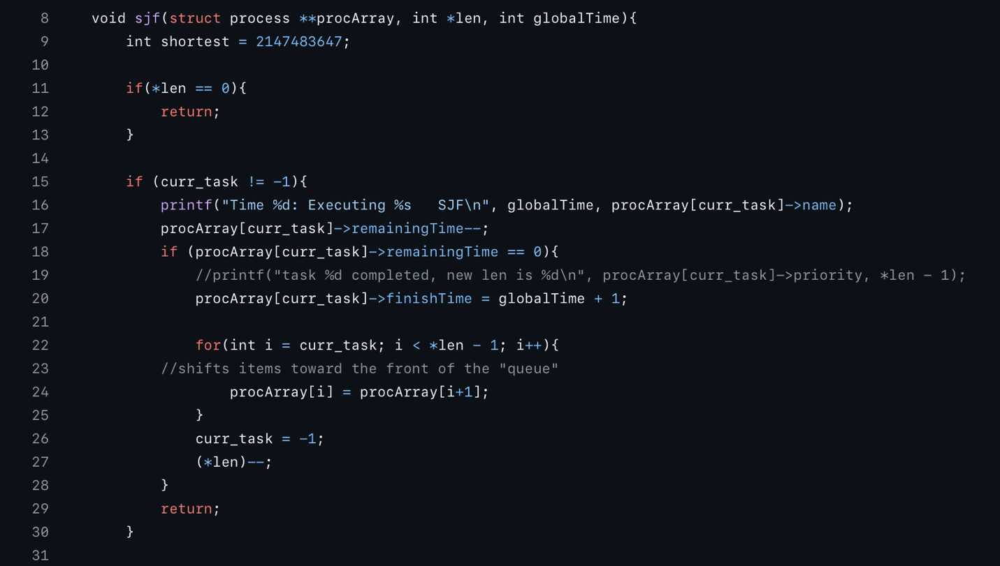 8 void sjf(struct process **procArray, int *len, int globalTime){
9 int shortest = 2147483647;
10
11 if(*len == 0){
12 return;
13 }
14
15 if (curr_task != -1){
16 printf("Time %d: Executing %s   SJF\n", globalTime, procArray[curr_task]->name);
17 procArray[curr_task]->remainingTime--;
18 if (procArray[curr_task]->remainingTime == 0){
19 //printf("task %d completed, new len is %d\n", procArray[curr_task]->priority, *len - 1);
20 procArray[curr_task]->finishTime = globalTime + 1;
21
22 for(int i = curr_task; i < *len - 1; i++){
23 //shifts items toward the front of the "queue"
24 procArray[i] = procArray[i+1];
25 }
26 curr_task = -1;
27 (*len)--;
28 }
29 return;
30 }
31